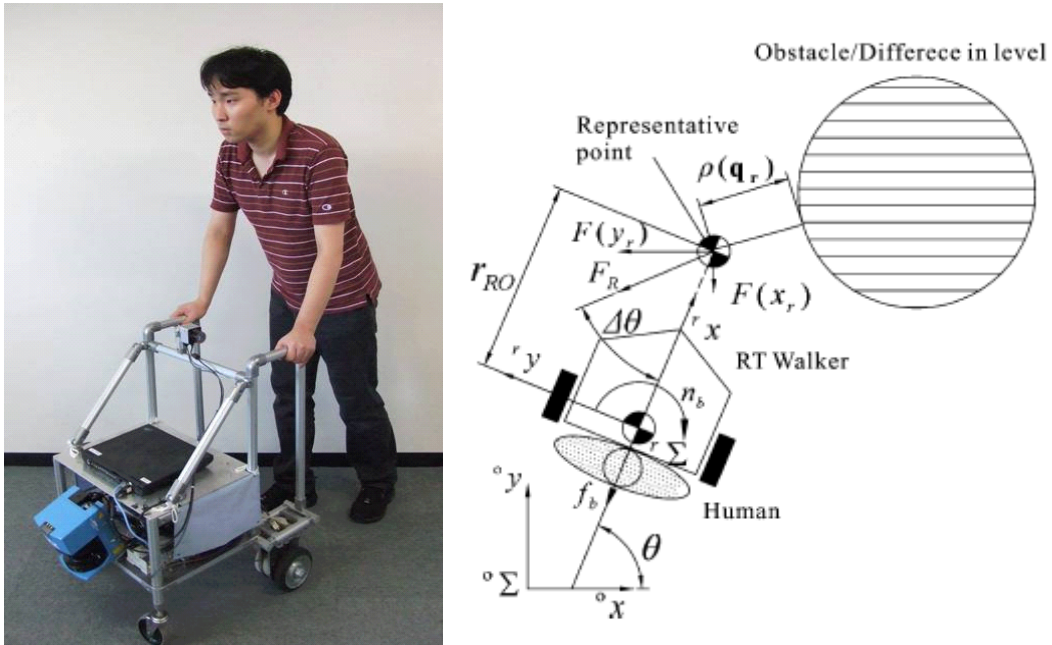 Obstacle/Differece in level
Representative
point
ρ(q_r)
F(y_r)
F_R
r_RO
F(x_r)
Δθ
^r x
RT Walker
^r y
n_b
^r Σ
^o y
f_b
Human
θ
^o Σ
^o x